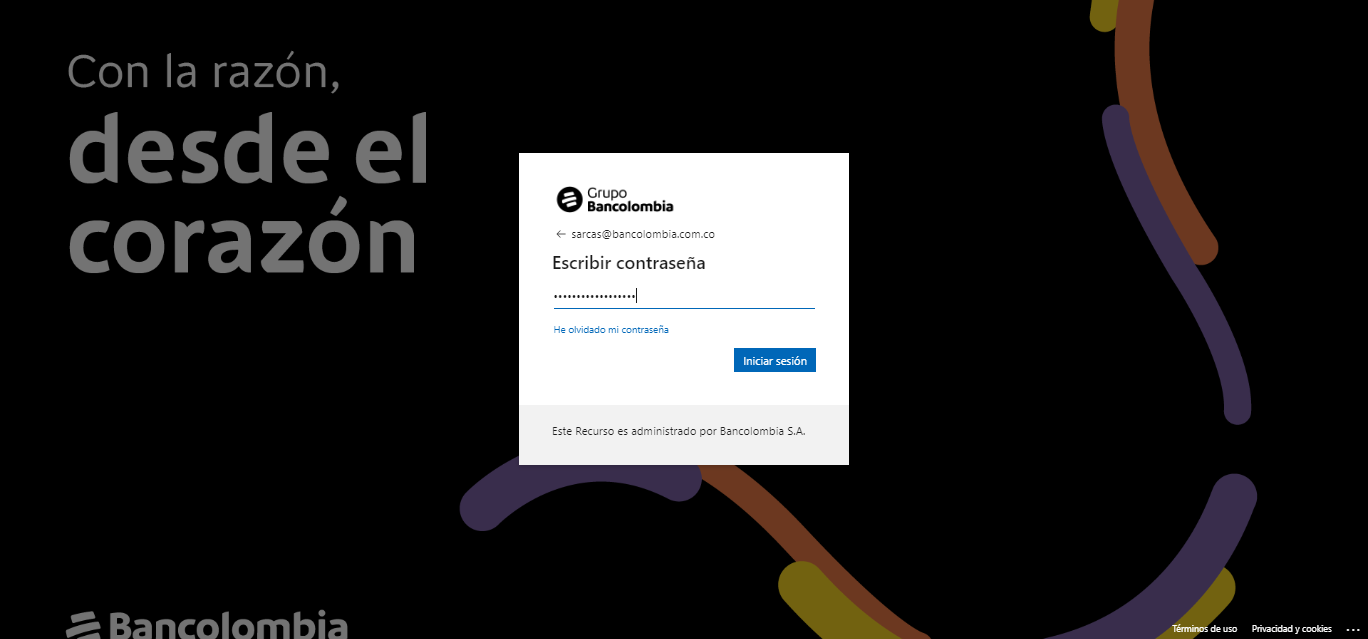 Con la razón,
desde el
corazón
Grupo
Bancolombia
sarcas@bancolombia.com.co
Escribir contraseña
He olvidado mi contraseña
Iniciar sesión
Este Recurso es administrado por Bancolombia S.A.
Bancolombia
Términos de uso Privacidad y cookies ...